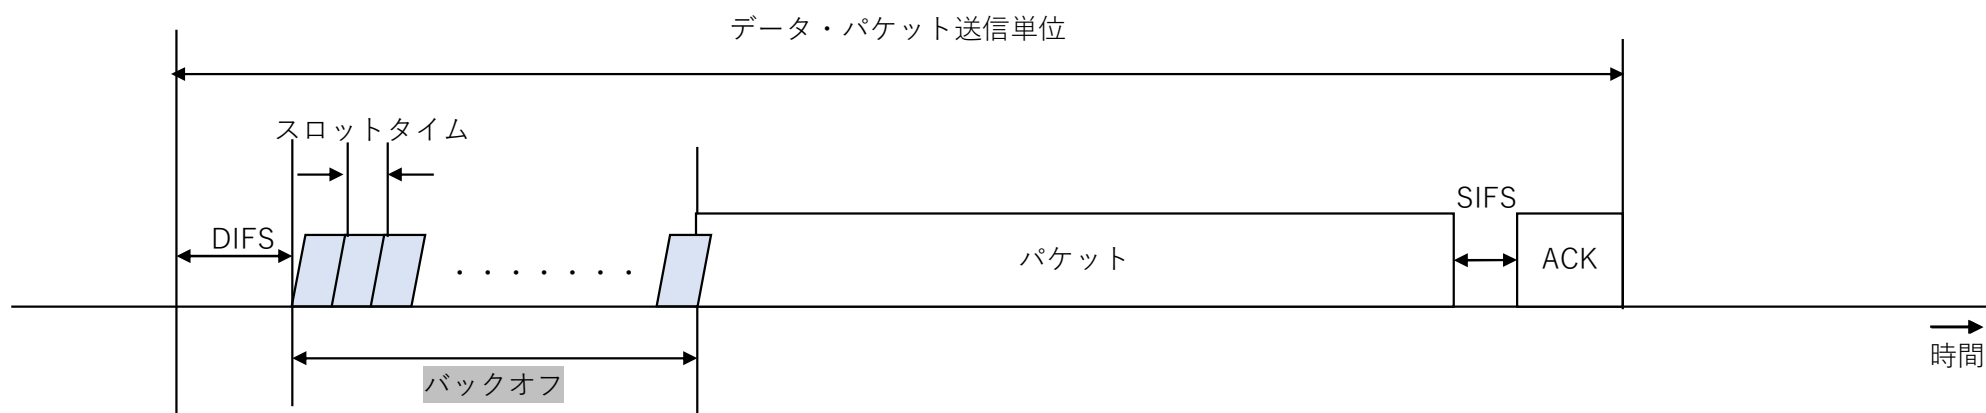 データ・パケット送信単位
スロットタイム
DIFS
パケット
SIFS
ACK
バックオフ
時間